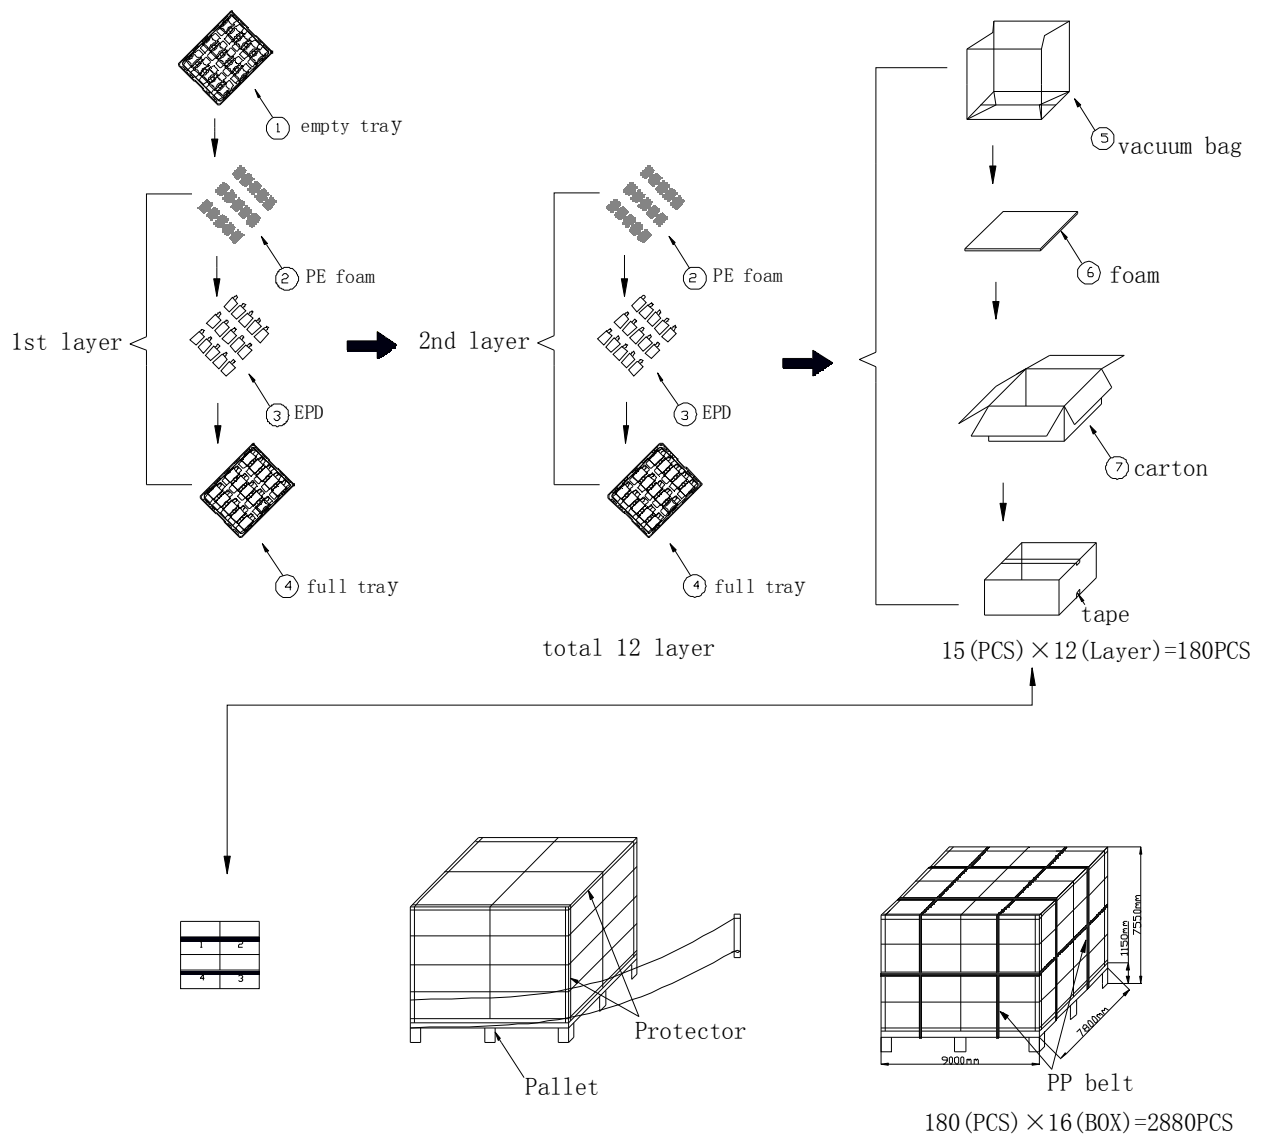 1 empty tray
2 PE foam
1st layer
3 EPD
4 full tray
2 PE foam
2nd layer
3 EPD
4 full tray
5 vacuum bag
6 foam
7 carton
tape
total 12 layer
15(PCS)×12(Layer)=180PCS
1 2
4 3
Protector
Pallet
7550mm
1150mm
7800mm
9000mm
PP belt
180(PCS)×16(BOX)=2880PCS